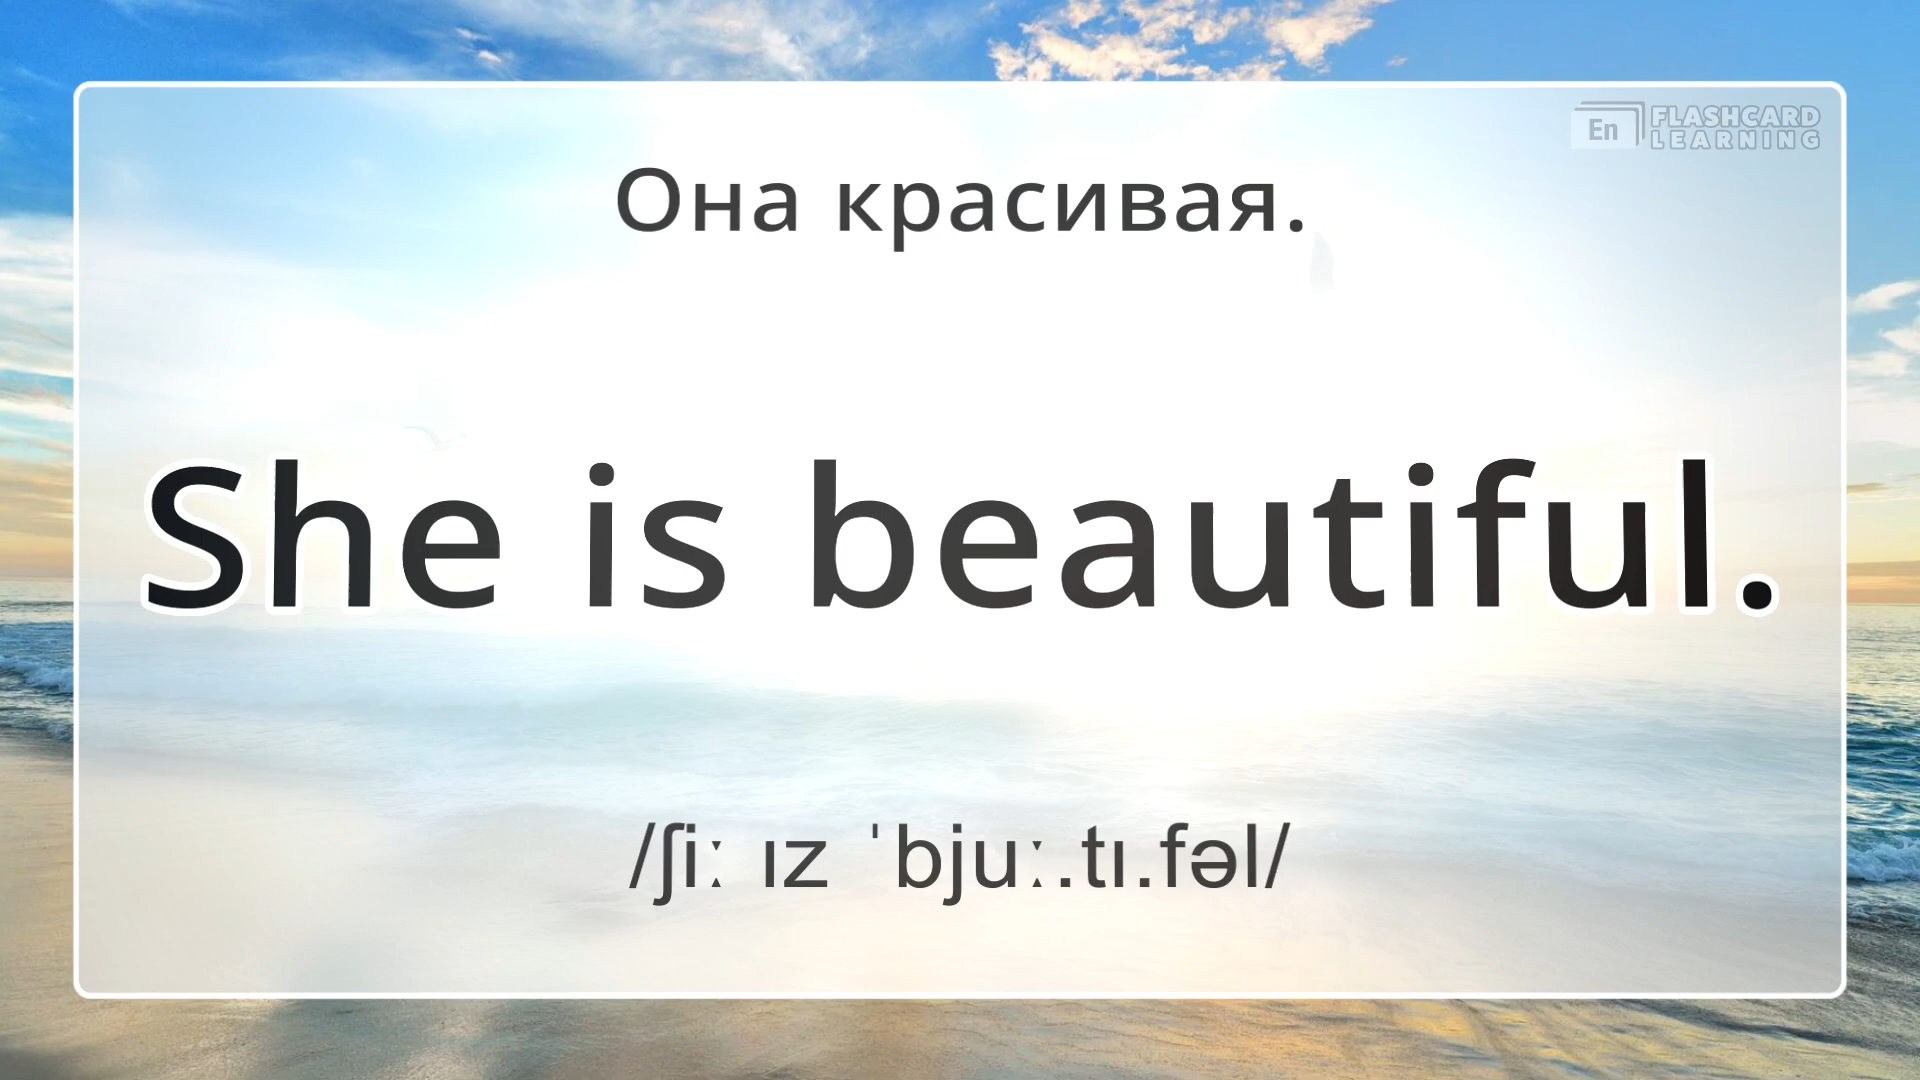 En
FLASHCARD
LEARNING
Она красивая.
She is beautiful.
/ʃiː ɪz ˈbjuː.tɪ.fəl/